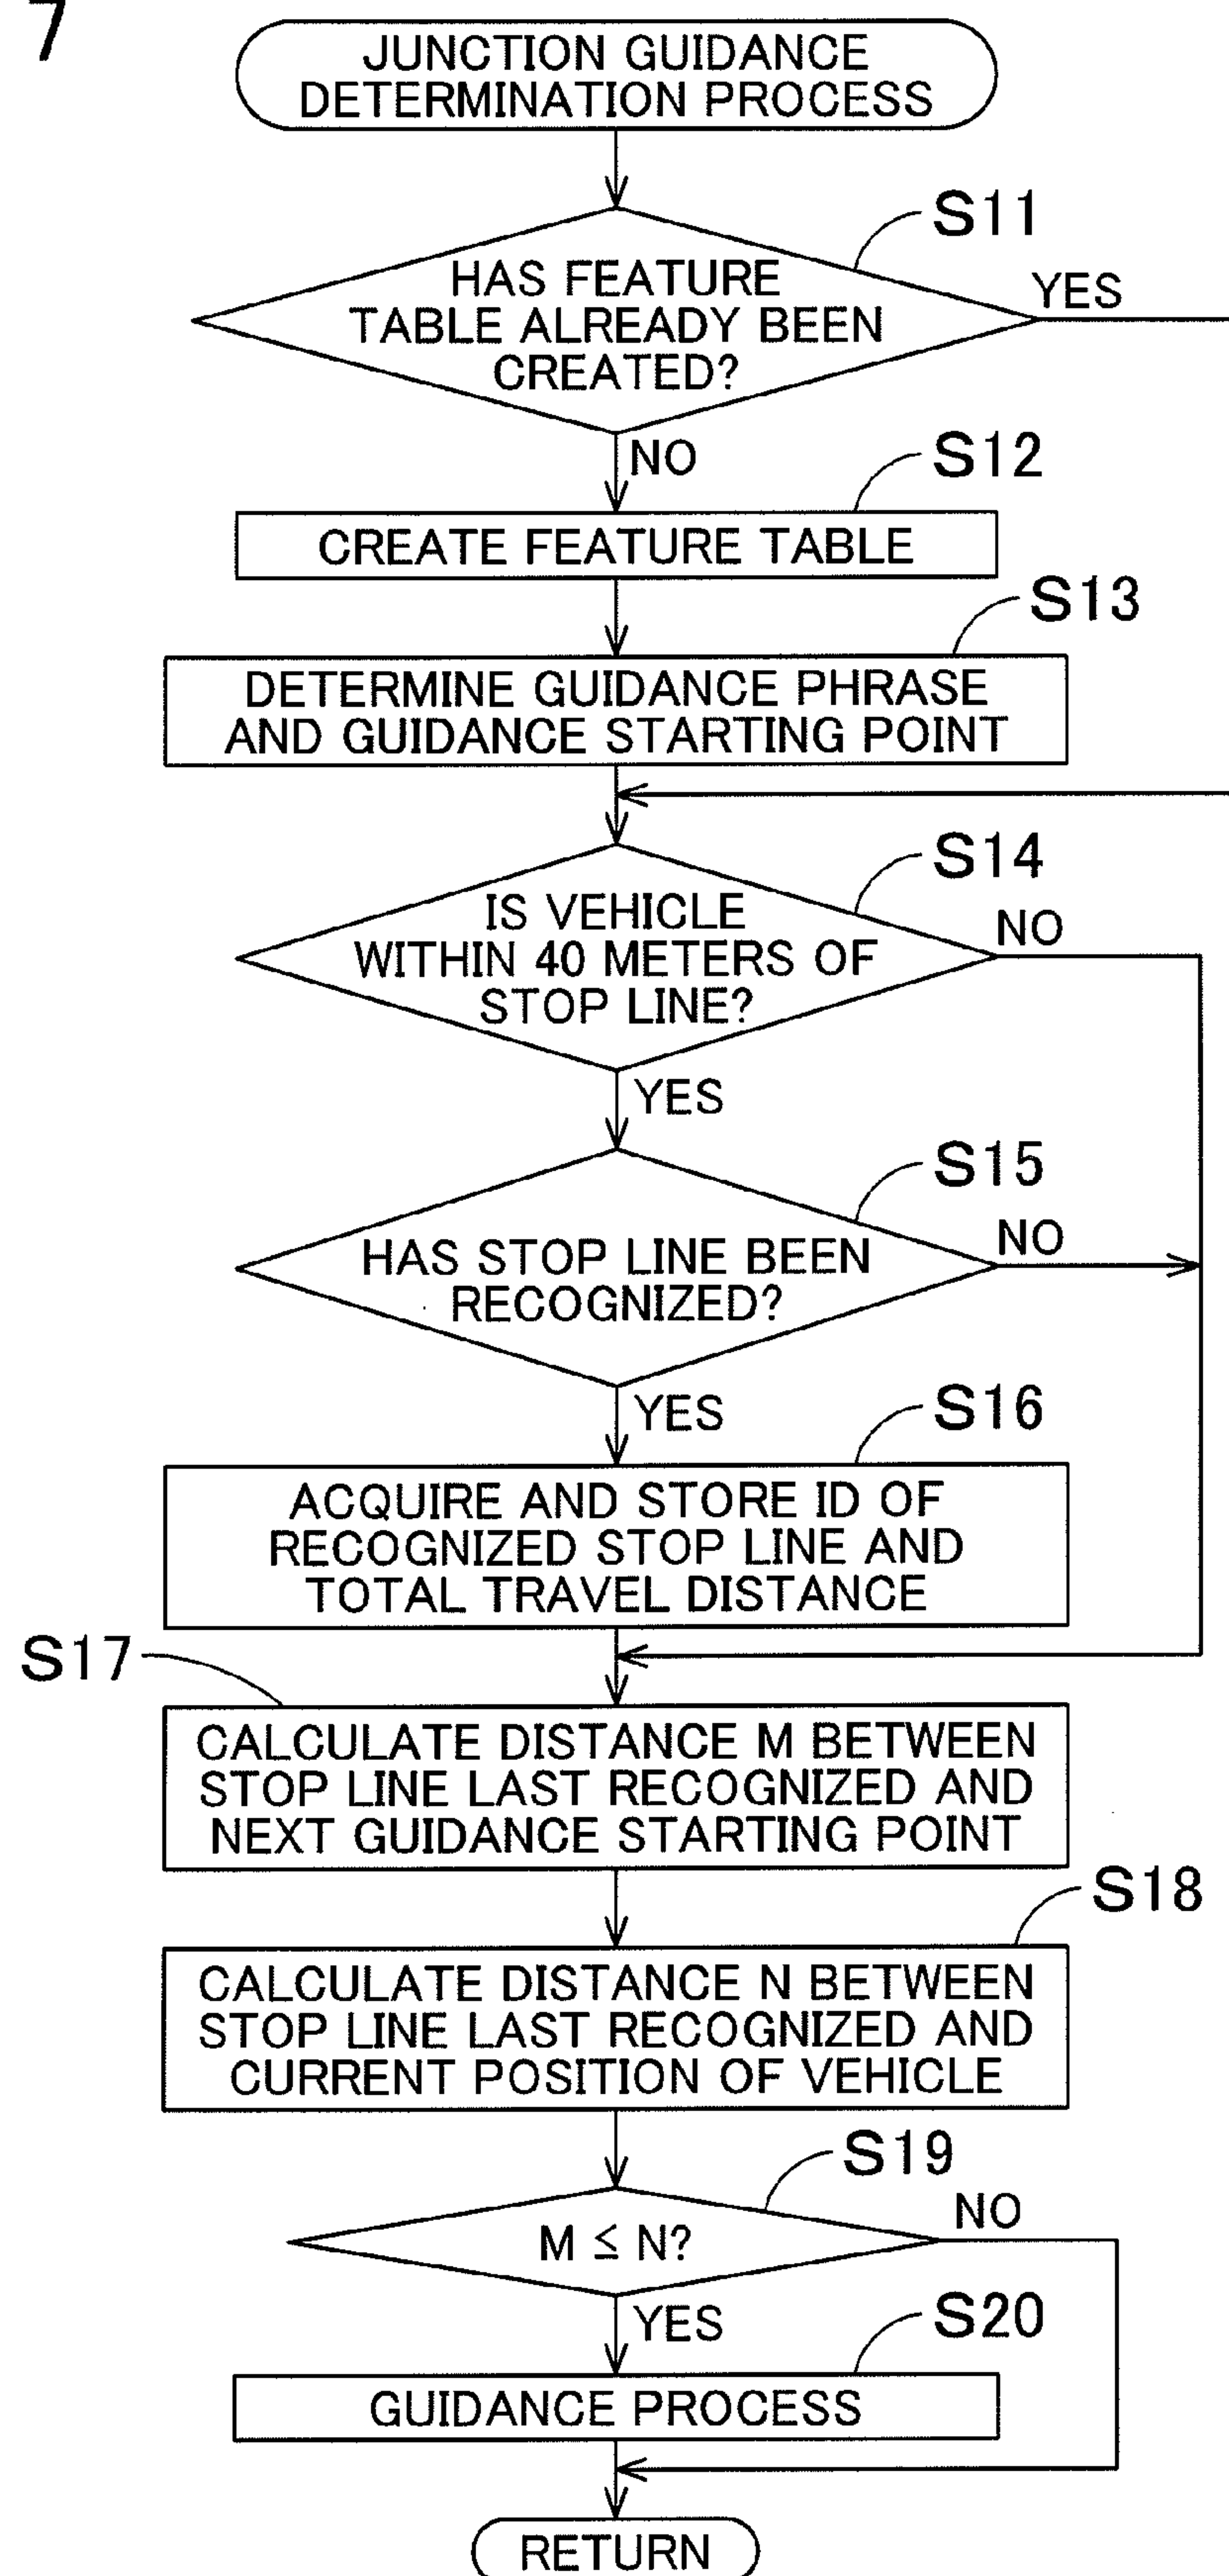 7
JUNCTION GUIDANCE
DETERMINATION PROCESS
S11
HAS FEATURE
TABLE ALREADY BEEN
CREATED?
YES
NO
S12
CREATE FEATURE TABLE
S13
DETERMINE GUIDANCE PHRASE
AND GUIDANCE STARTING POINT
S14
IS VEHICLE
WITHIN 40 METERS OF
STOP LINE?
NO
YES
S15
HAS STOP LINE BEEN
RECOGNIZED?
NO
YES
S16
ACQUIRE AND STORE ID OF
RECOGNIZED STOP LINE AND
TOTAL TRAVEL DISTANCE
S17
CALCULATE DISTANCE M BETWEEN
STOP LINE LAST RECOGNIZED AND
NEXT GUIDANCE STARTING POINT
S18
CALCULATE DISTANCE N BETWEEN
STOP LINE LAST RECOGNIZED AND
CURRENT POSITION OF VEHICLE
S19
M ≤ N?
NO
YES
S20
GUIDANCE PROCESS
RETURN